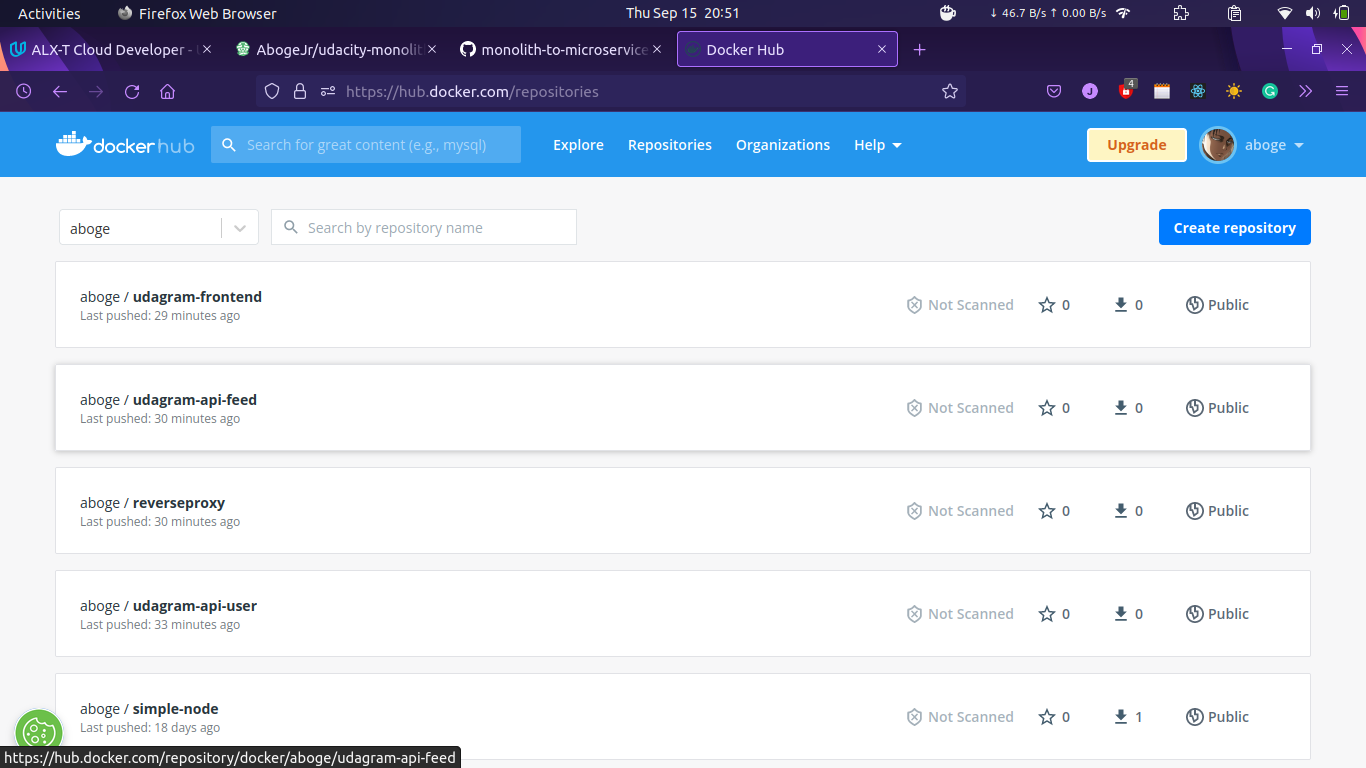 Activities Firefox Web Browser Thu Sep 15 20:51 ↓ 46.7 B/s ↑ 0.00 B/s
ALX-T Cloud Developer - AbogeJr/udacity-monolit monolith-to-microservice Docker Hub
https://hub.docker.com/repositories J 4
dockerhub Search for great content (e.g., mysql) Explore Repositories Organizations Help Upgrade aboge
aboge Search by repository name Create repository
aboge / udagram-frontend
Last pushed: 29 minutes ago
Not Scanned 0 0 Public
aboge / udagram-api-feed
Last pushed: 30 minutes ago
Not Scanned 0 0 Public
aboge / reverseproxy
Last pushed: 30 minutes ago
Not Scanned 0 0 Public
aboge / udagram-api-user
Last pushed: 33 minutes ago
Not Scanned 0 0 Public
aboge / simple-node
Last pushed: 18 days ago
Not Scanned 0 1 Public
https://hub.docker.com/repository/docker/aboge/udagram-api-feed